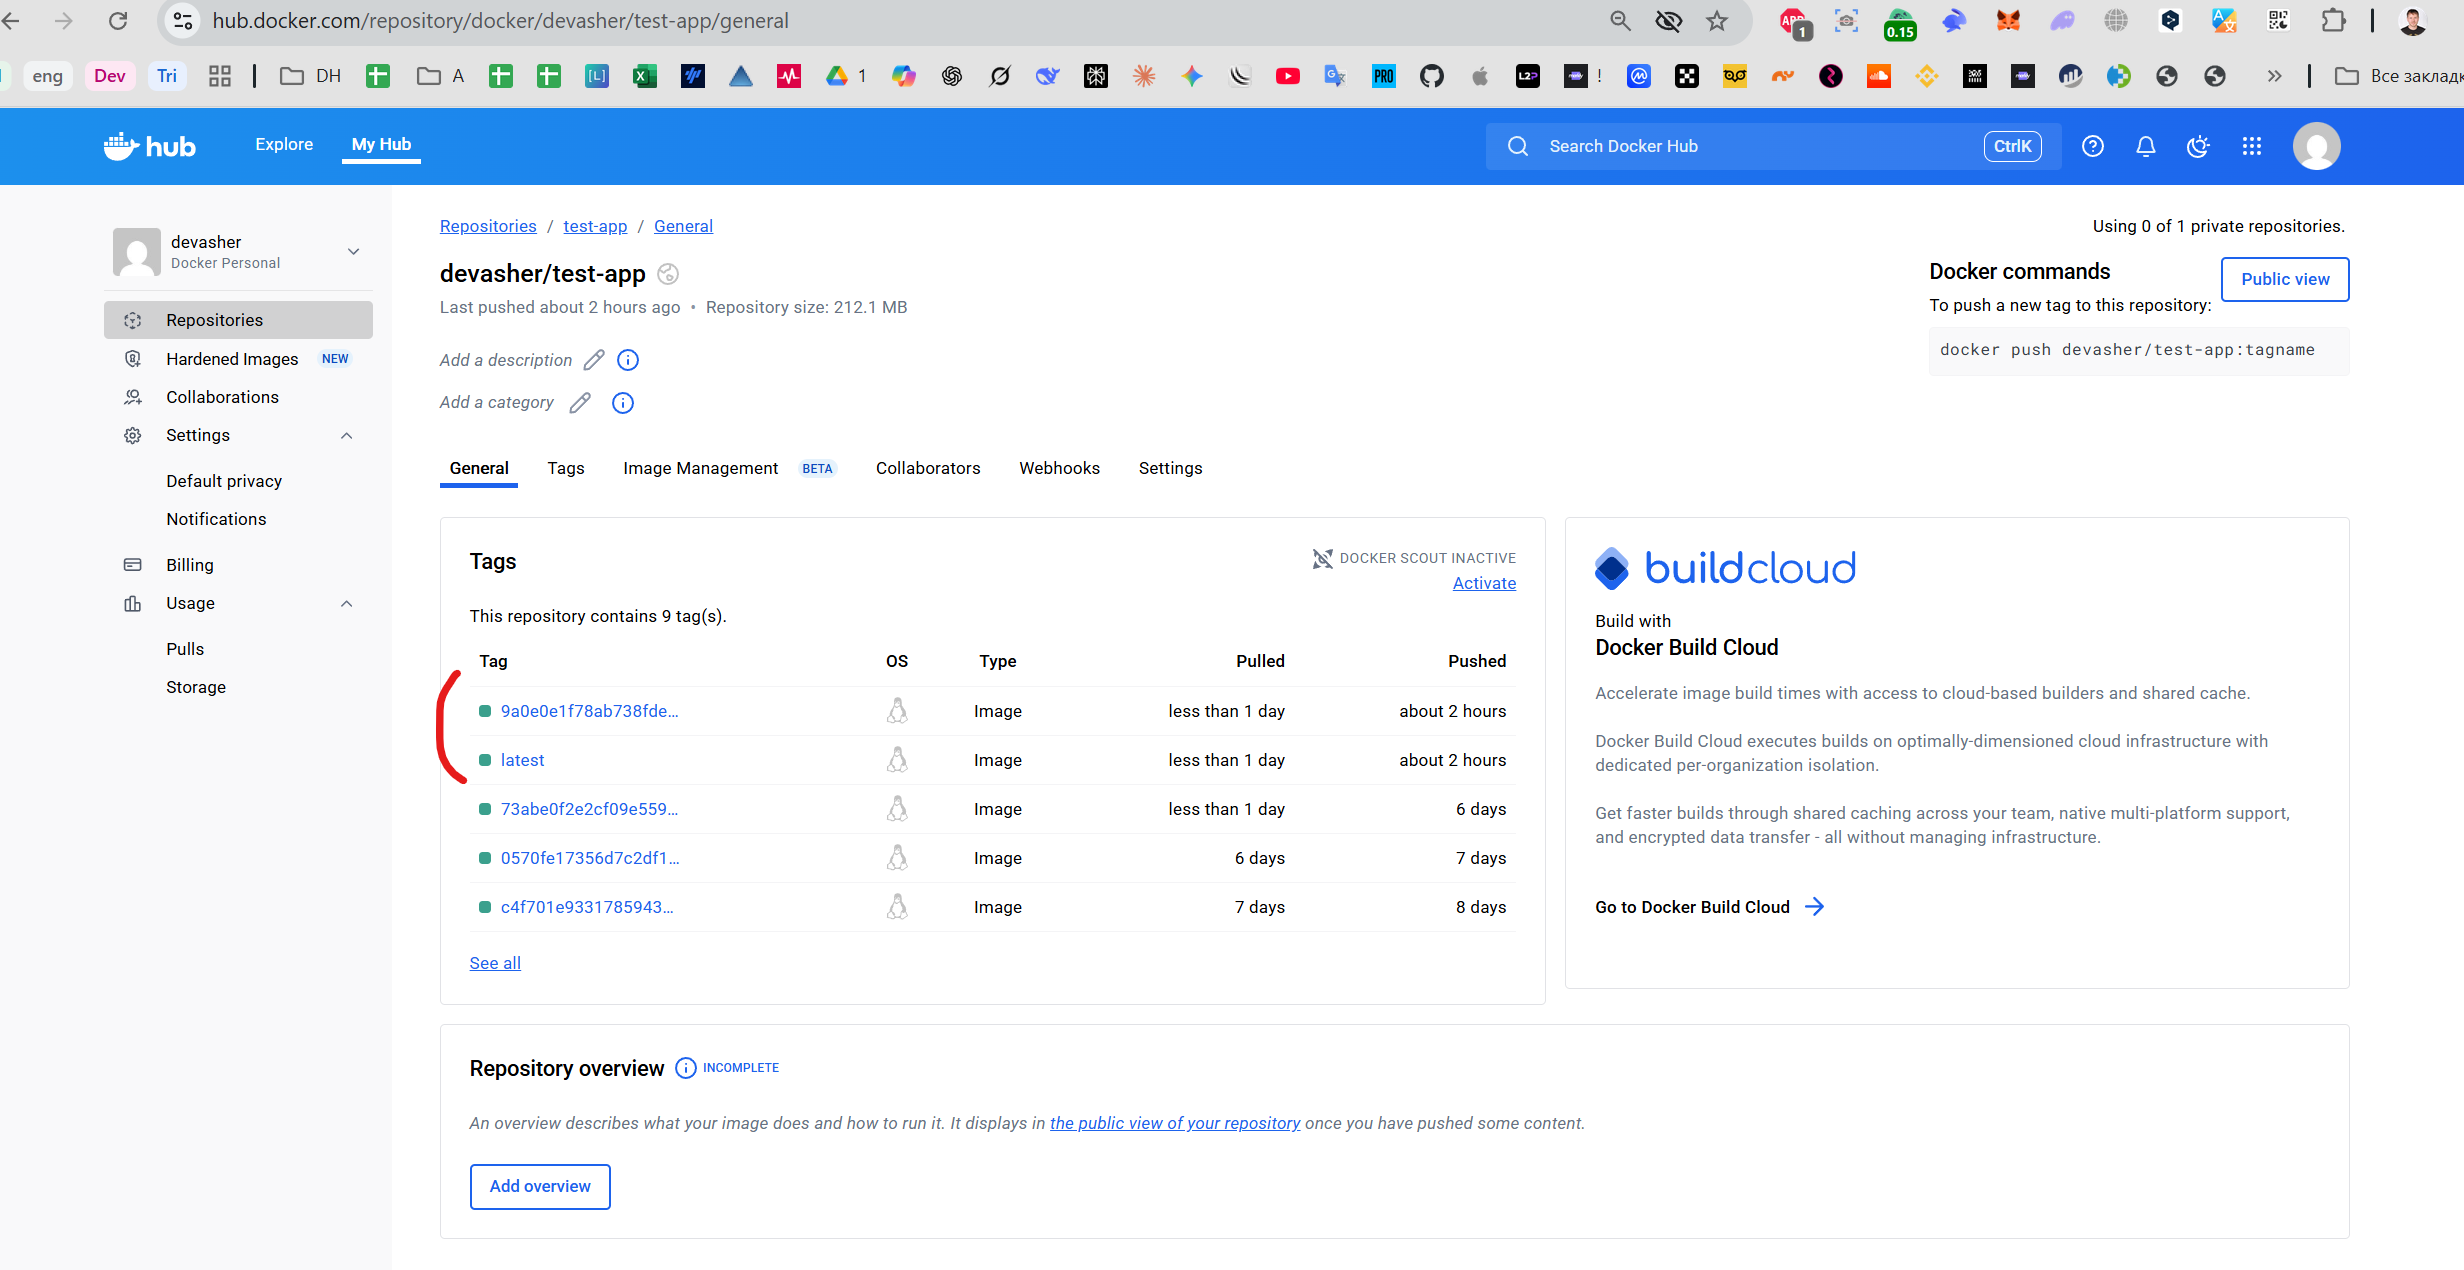 hub.docker.com/repository/docker/devasher/test-app/general
1
0.15
eng
Dev
Tri
DH
A
1
PRO
L2P
!
Все заклад
hub
Explore
My Hub
Search Docker Hub
CtrlK
devasher
Docker Personal
Repositories
Hardened Images NEW
Collaborations
Settings
Default privacy
Notifications
Billing
Usage
Pulls
Storage
Repositories / test-app / General
Using 0 of 1 private repositories.
devasher/test-app
Last pushed about 2 hours ago • Repository size: 212.1 MB
Add a description
Add a category
Docker commands
Public view
To push a new tag to this repository:
docker push devasher/test-app:tagname
General
Tags
Image Management BETA
Collaborators
Webhooks
Settings
Tags
DOCKER SCOUT INACTIVE
Activate
This repository contains 9 tag(s).
Tag OS Type Pulled Pushed
9a0e0e1f78ab738fde... Image less than 1 day about 2 hours
latest Image less than 1 day about 2 hours
73abe0f2e2cf09e559... Image less than 1 day 6 days
0570fe17356d7c2df1... Image 6 days 7 days
c4f701e9331785943... Image 7 days 8 days
See all
buildcloud
Build with
Docker Build Cloud
Accelerate image build times with access to cloud-based builders and shared cache.
Docker Build Cloud executes builds on optimally-dimensioned cloud infrastructure with
dedicated per-organization isolation.
Get faster builds through shared caching across your team, native multi-platform support,
and encrypted data transfer - all without managing infrastructure.
Go to Docker Build Cloud
Repository overview INCOMPLETE
An overview describes what your image does and how to run it. It displays in the public view of your repository once you have pushed some content.
Add overview